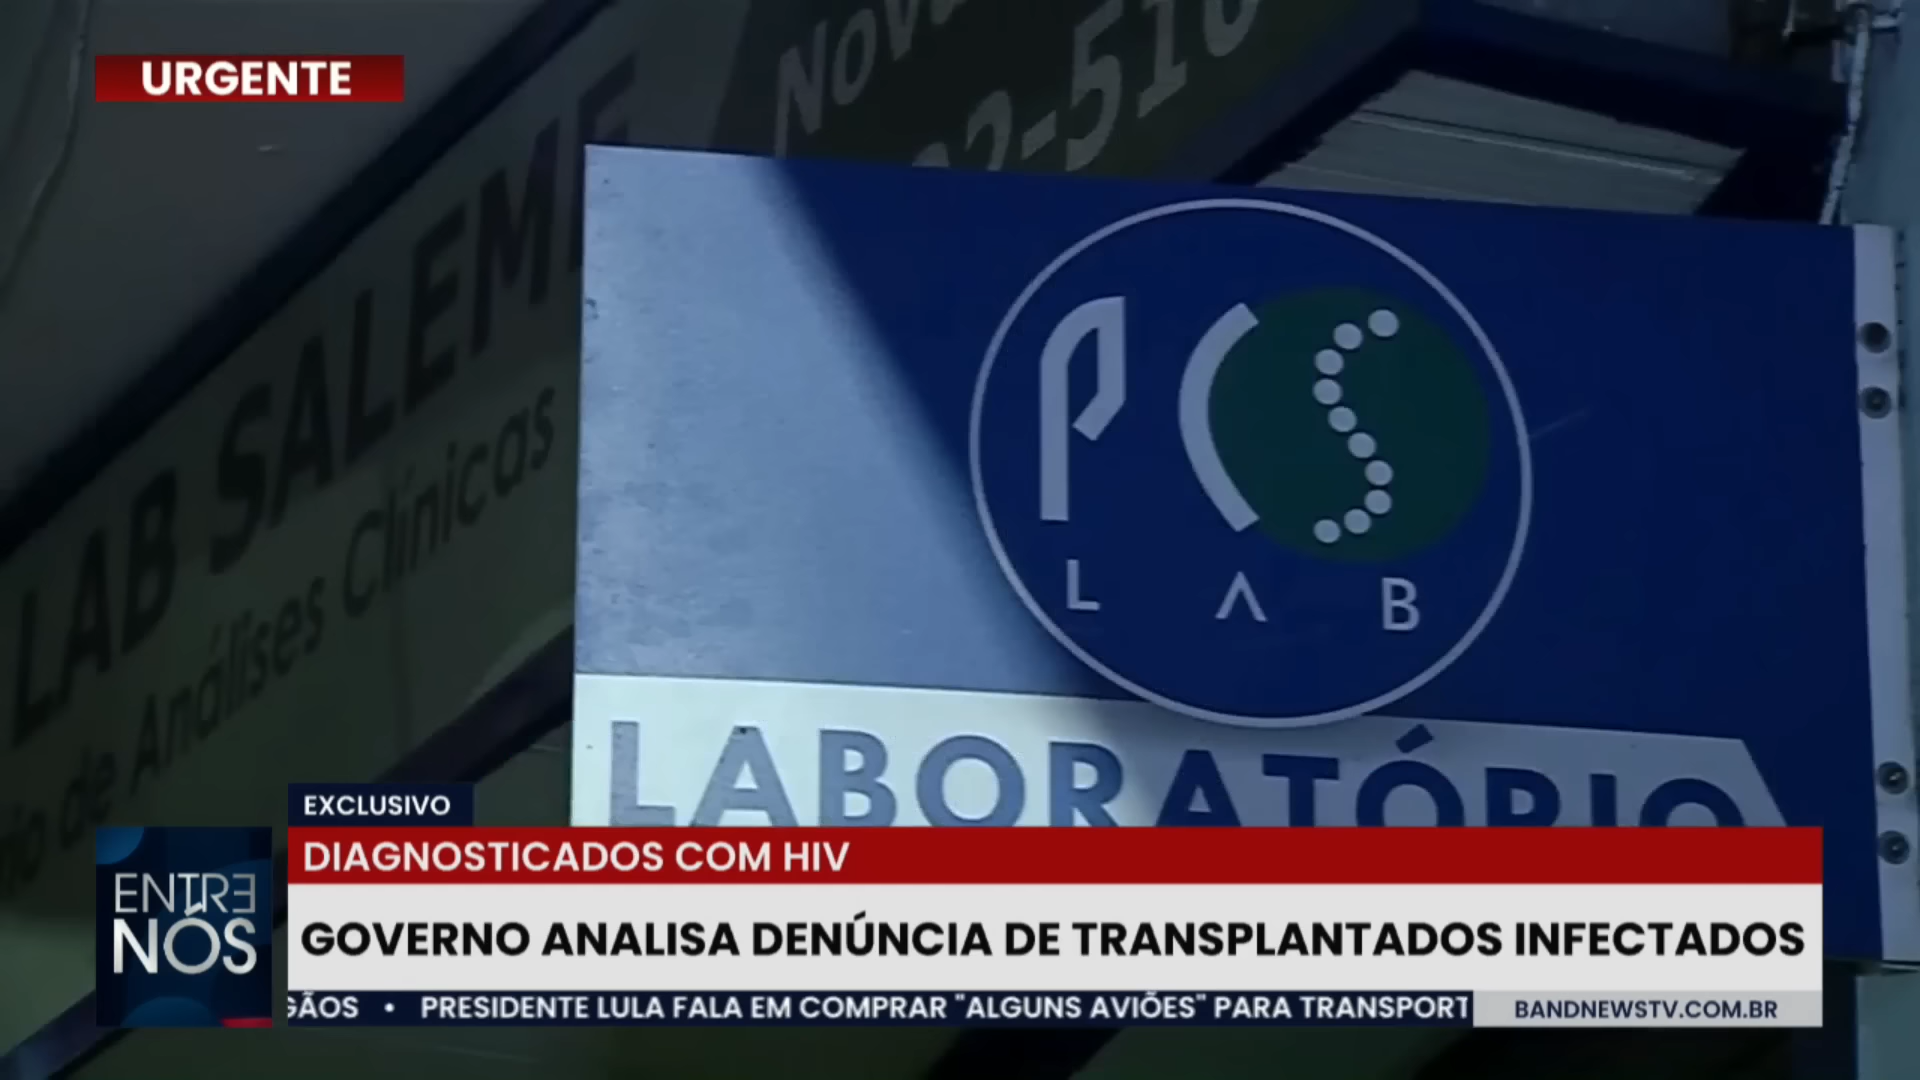 URGENTE
LAB SALEME
de Análises Clínicas
PCS
LAB
LABORATÓRIO
EXCLUSIVO
DIAGNOSTICADOS COM HIV
ENTRE
NÓS
GOVERNO ANALISA DENÚNCIA DE TRANSPLANTADOS INFECTADOS
• PRESIDENTE LULA FALA EM COMPRAR "ALGUNS AVIÕES" PARA TRANSPORT
BANDNEWSTV.COM.BR